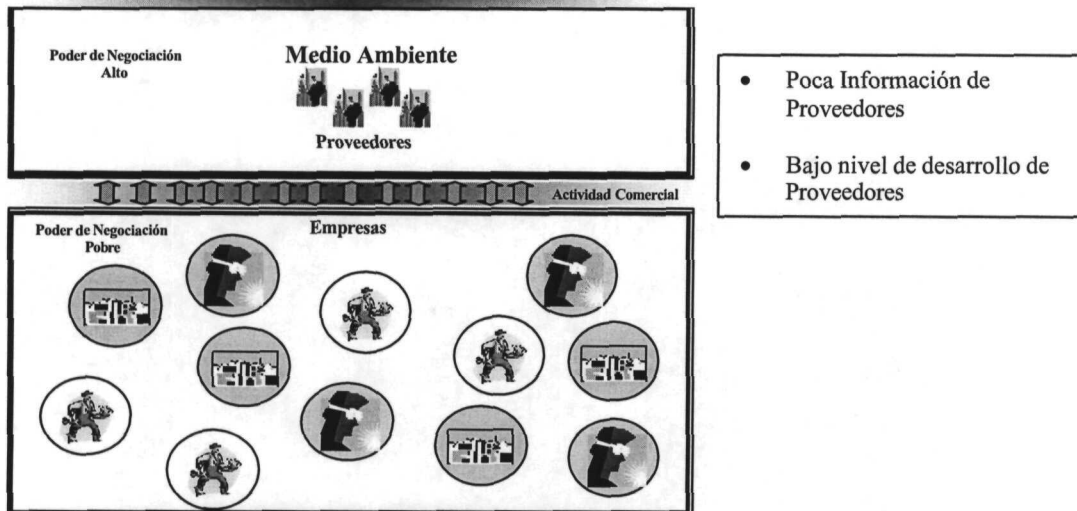 Poder de Negociación
Alto
Medio Ambiente
Proveedores
Actividad Comercial
Poder de Negociación
Pobre
Empresas
• Poca Información de
Proveedores
• Bajo nivel de desarrollo de
Proveedores